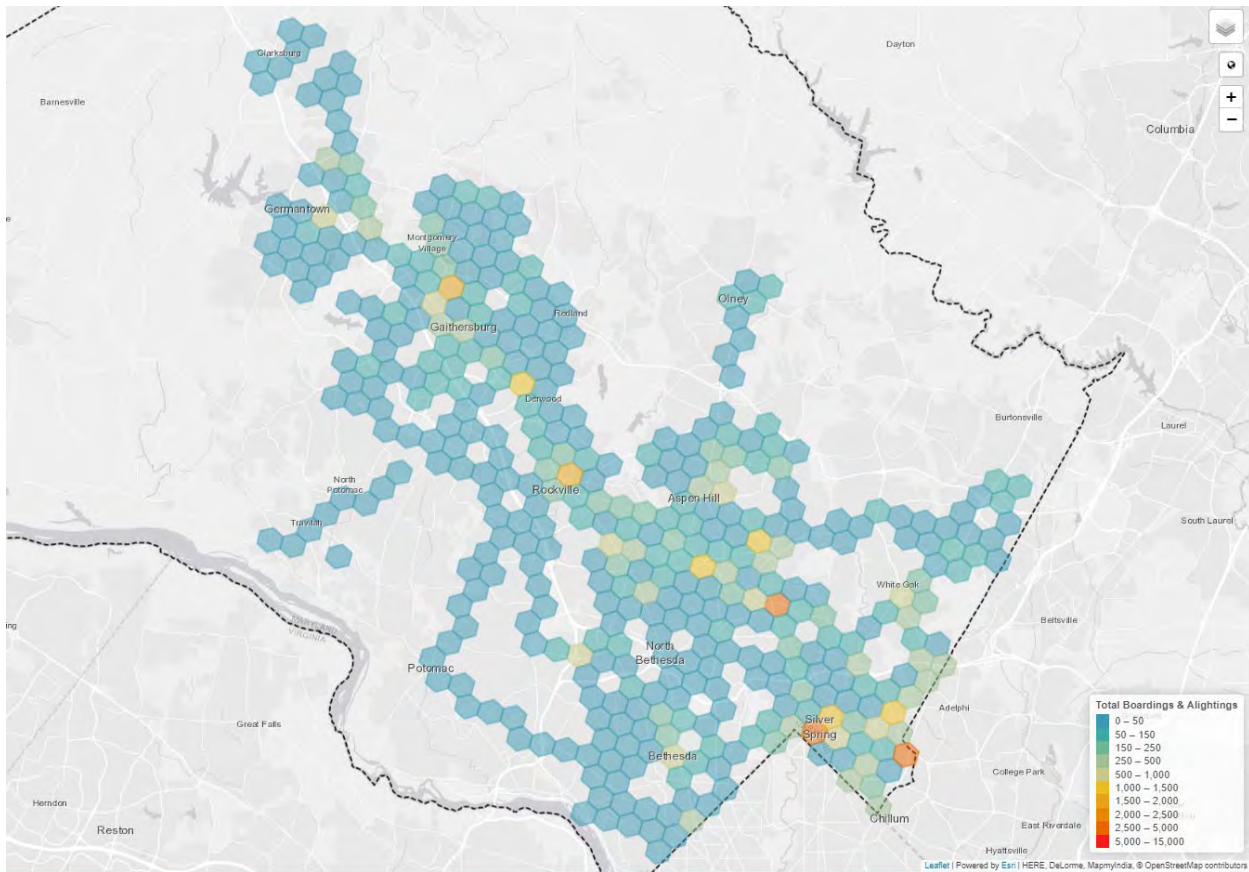 Clarksburg
Dayton
Barnesville
Columbia
+
−
Germantown
Montgomery
Village
Olney
Redland
Gaithersburg
Derwood
Burtonsville
Laurel
North
Potomac
Rockville
Aspen Hill
Travilah
South Laurel
White Oak
MARYLAND
VIRGINIA
Beltsville
North
Bethesda
Potomac
Great Falls
Silver
Spring
Adelphi
Bethesda
College Park
Herndon
Reston
Chillum
East Riverdale
Hyattsville
Total Boardings & Alightings
0 – 50
50 – 150
150 – 250
250 – 500
500 – 1,000
1,000 – 1,500
1,500 – 2,000
2,000 – 2,500
2,500 – 5,000
5,000 – 15,000
Leaflet | Powered by Esri | HERE, DeLorme, MapmyIndia, © OpenStreetMap contributors